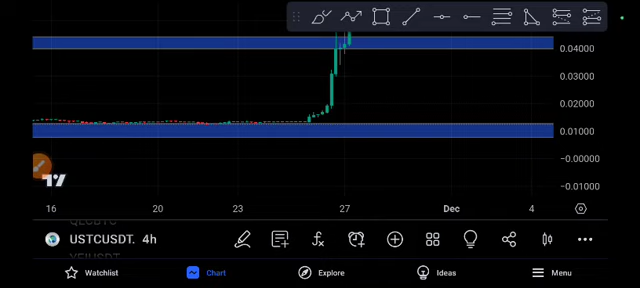 0.04000
0.03000
0.02000
0.01000
−0.00000
−0.01000
16 20 23 27 Dec 4
USTCUSDT. 4h
Watchlist Chart Explore Ideas Menu